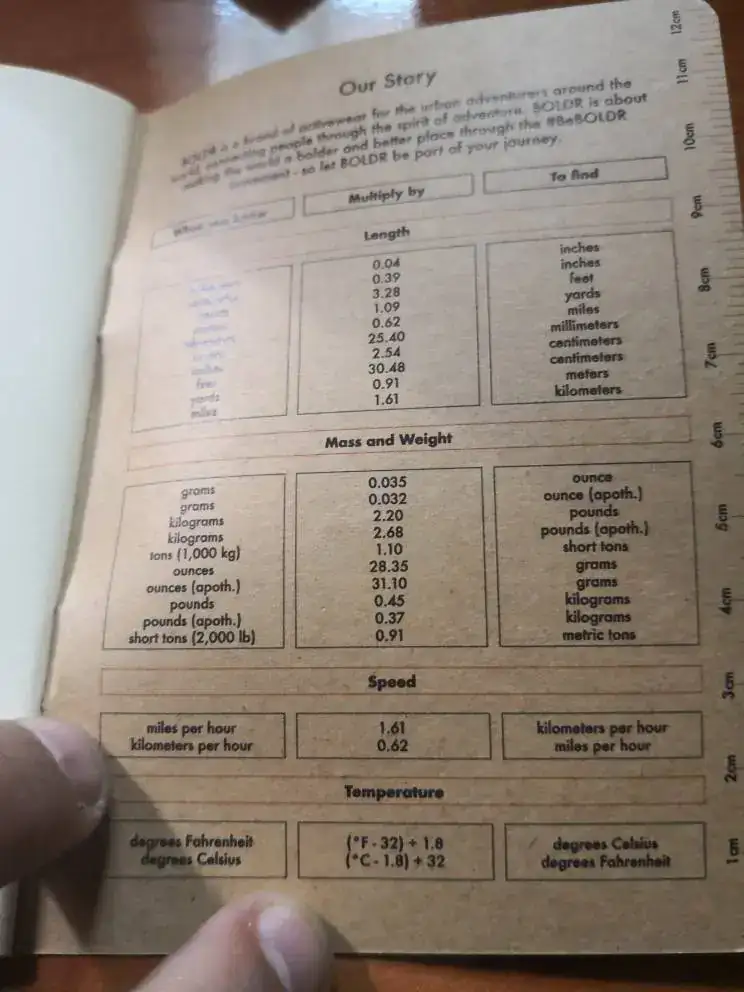 Our Story
BOLDR is a brand of activewear for the urban adventurers around the
world, connecting people through the spirit of adventure. BOLDR is about
making the world a bolder and better place through the #BeBOLDR
movement - so let BOLDR be part of your journey.
When you know Multiply by To find
Length
0.04 inches
0.39 inches
3.28 feet
1.09 yards
0.62 miles
25.40 millimeters
2.54 centimeters
feet 30.48 centimeters
yards 0.91 meters
miles 1.61 kilometers
Mass and Weight
grams 0.035 ounce
grams 0.032 ounce (apoth.)
kilograms 2.20 pounds
kilograms 2.68 pounds (apoth.)
tons (1,000 kg) 1.10 short tons
ounces 28.35 grams
ounces (apoth.) 31.10 grams
pounds 0.45 kilograms
pounds (apoth.) 0.37 kilograms
short tons (2,000 lb) 0.91 metric tons
Speed
miles per hour 1.61 kilometers per hour
kilometers per hour 0.62 miles per hour
Temperature
degrees Fahrenheit (°F - 32) ÷ 1.8 degrees Celsius
degrees Celsius (°C - 1.8) + 32 degrees Fahrenheit
12cm
11cm
10cm
9cm
8cm
7cm
6cm
5cm
4cm
3cm
2cm
1cm